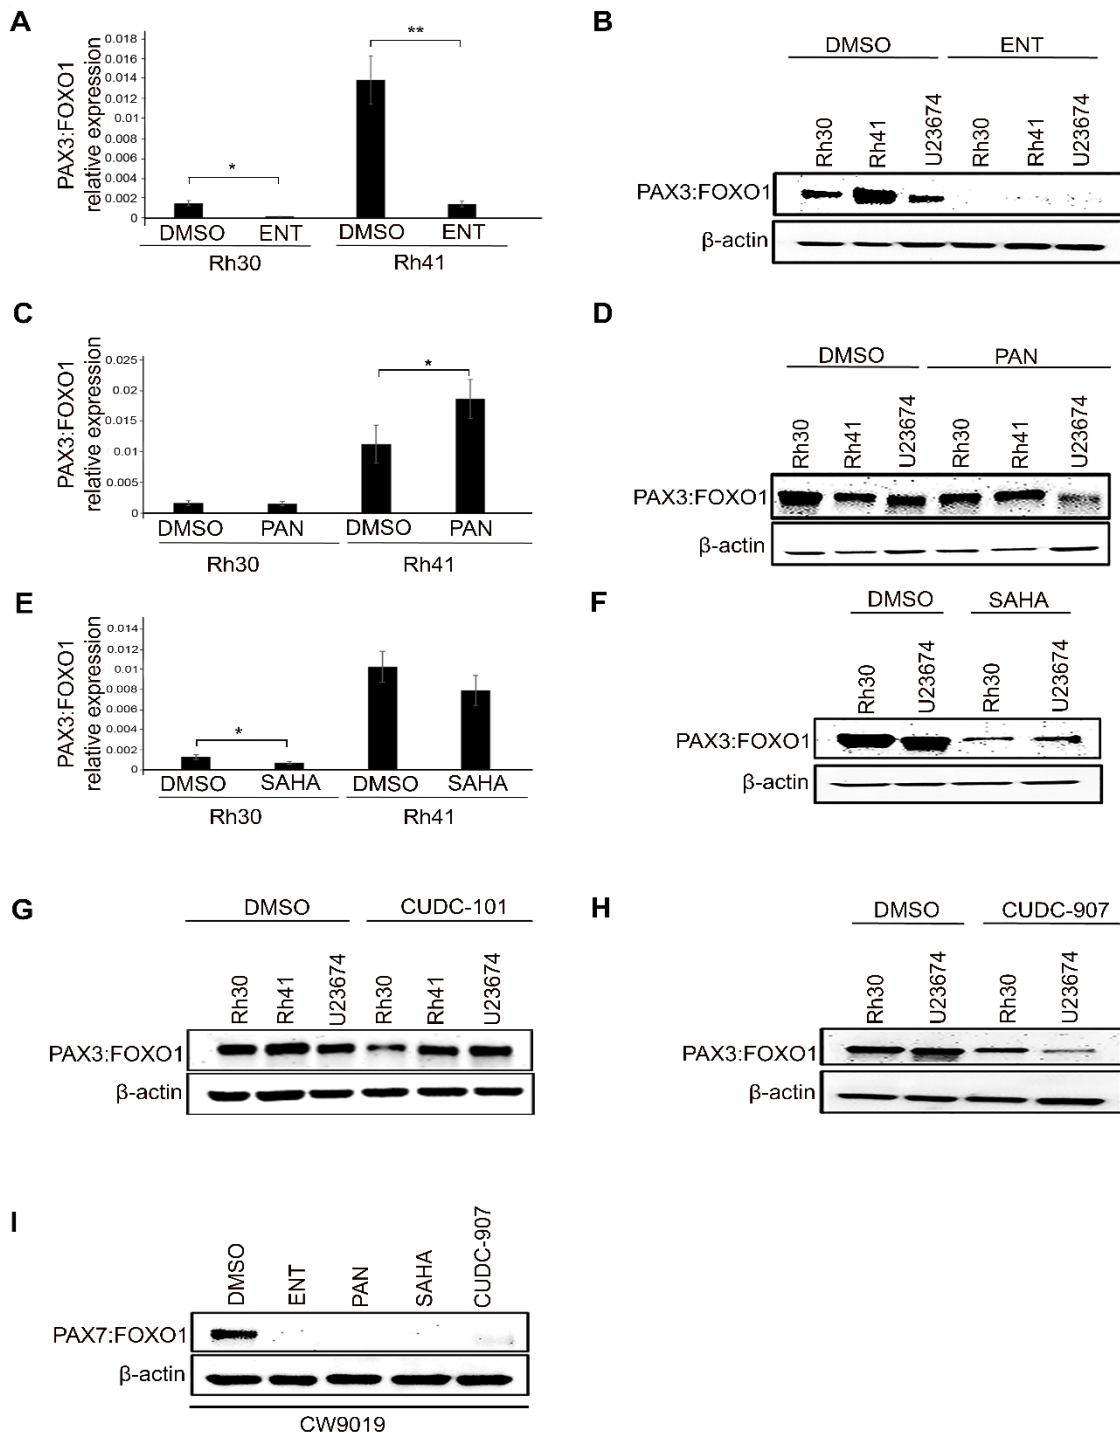 A
PAX3:FOXO1
relative expression
0.018
0.016
0.014
0.012
0.01
0.008
0.006
0.004
0.002
0
*
**
DMSO ENT DMSO ENT
Rh30 Rh41
B
DMSO ENT
Rh30 Rh41 U23674 Rh30 Rh41 U23674
PAX3:FOXO1
β-actin
C
PAX3:FOXO1
relative expression
0.025
0.02
0.015
0.01
0.005
0
*
DMSO PAN DMSO PAN
Rh30 Rh41
D
DMSO PAN
Rh30 Rh41 U23674 Rh30 Rh41 U23674
PAX3:FOXO1
β-actin
E
PAX3:FOXO1
relative expression
0.014
0.012
0.01
0.008
0.006
0.004
0.002
0
*
DMSO SAHA DMSO SAHA
Rh30 Rh41
F
DMSO SAHA
Rh30 U23674 Rh30 U23674
PAX3:FOXO1
β-actin
G
DMSO CUDC-101
Rh30 Rh41 U23674 Rh30 Rh41 U23674
PAX3:FOXO1
β-actin
H
DMSO CUDC-907
Rh30 U23674 Rh30 U23674
PAX3:FOXO1
β-actin
I
DMSO ENT PAN SAHA CUDC-907
PAX7:FOXO1
β-actin
CW9019